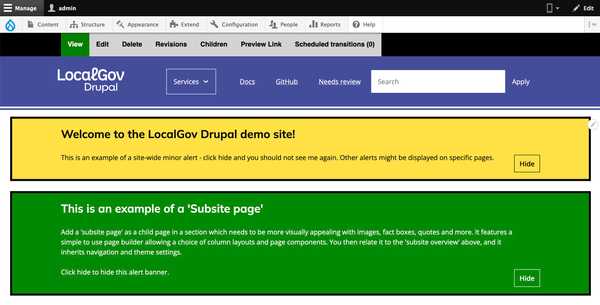 Manage admin Edit
Content Structure Appearance Extend Configuration People Reports Help
View Edit Delete Revisions Children Preview Link Scheduled transitions (0)
LocalGov
Drupal
Services Docs GitHub Needs review Search Apply
Welcome to the LocalGov Drupal demo site!
This is an example of a site-wide minor alert - click hide and you should not see me again. Other alerts might be displayed on specific pages.
Hide
This is an example of a 'Subsite page'
Add a 'subsite page' as a child page in a section which needs to be more visually appealing with images, fact boxes, quotes and more. It features a
simple to use page builder allowing a choice of column layouts and page components. You then relate it to the 'subsite overview' above, and it
inherits navigation and theme settings.
Click hide to hide this alert banner.
Hide